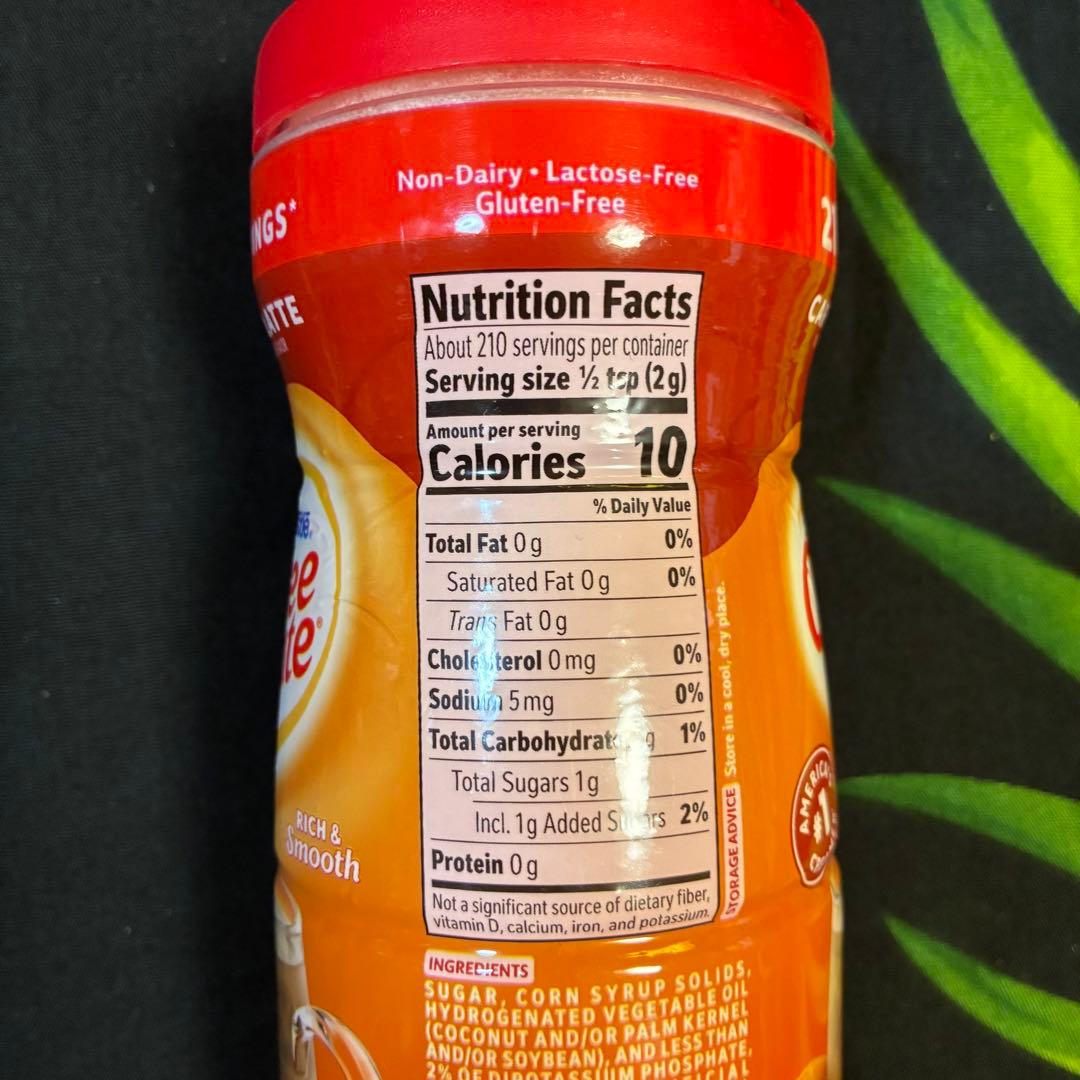 Non-Dairy • Lactose-Free
Gluten-Free
NGS*
ATTE
Nutrition Facts
About 210 servings per container
Serving size ½ tsp (2g)
Amount per serving
Calories 10
% Daily Value
Total Fat 0g 0%
Saturated Fat 0g 0%
Trans Fat 0g
Cholesterol 0mg 0%
Sodium 5mg 0%
Total Carbohydrate g 1%
Total Sugars 1g
Incl. 1g Added Sugars 2%
Protein 0g
Not a significant source of dietary fiber,
vitamin D, calcium, iron, and potassium.
STORAGE ADVICE Store in a cool, dry place.
RICH &
Smooth
AMERICA'S
#1
INGREDIENTS
SUGAR, CORN SYRUP SOLIDS,
HYDROGENATED VEGETABLE OIL
(COCONUT AND/OR PALM KERNEL
AND/OR SOYBEAN), AND LESS THAN
2% OF DIPOTASSIUM PHOSPHATE,